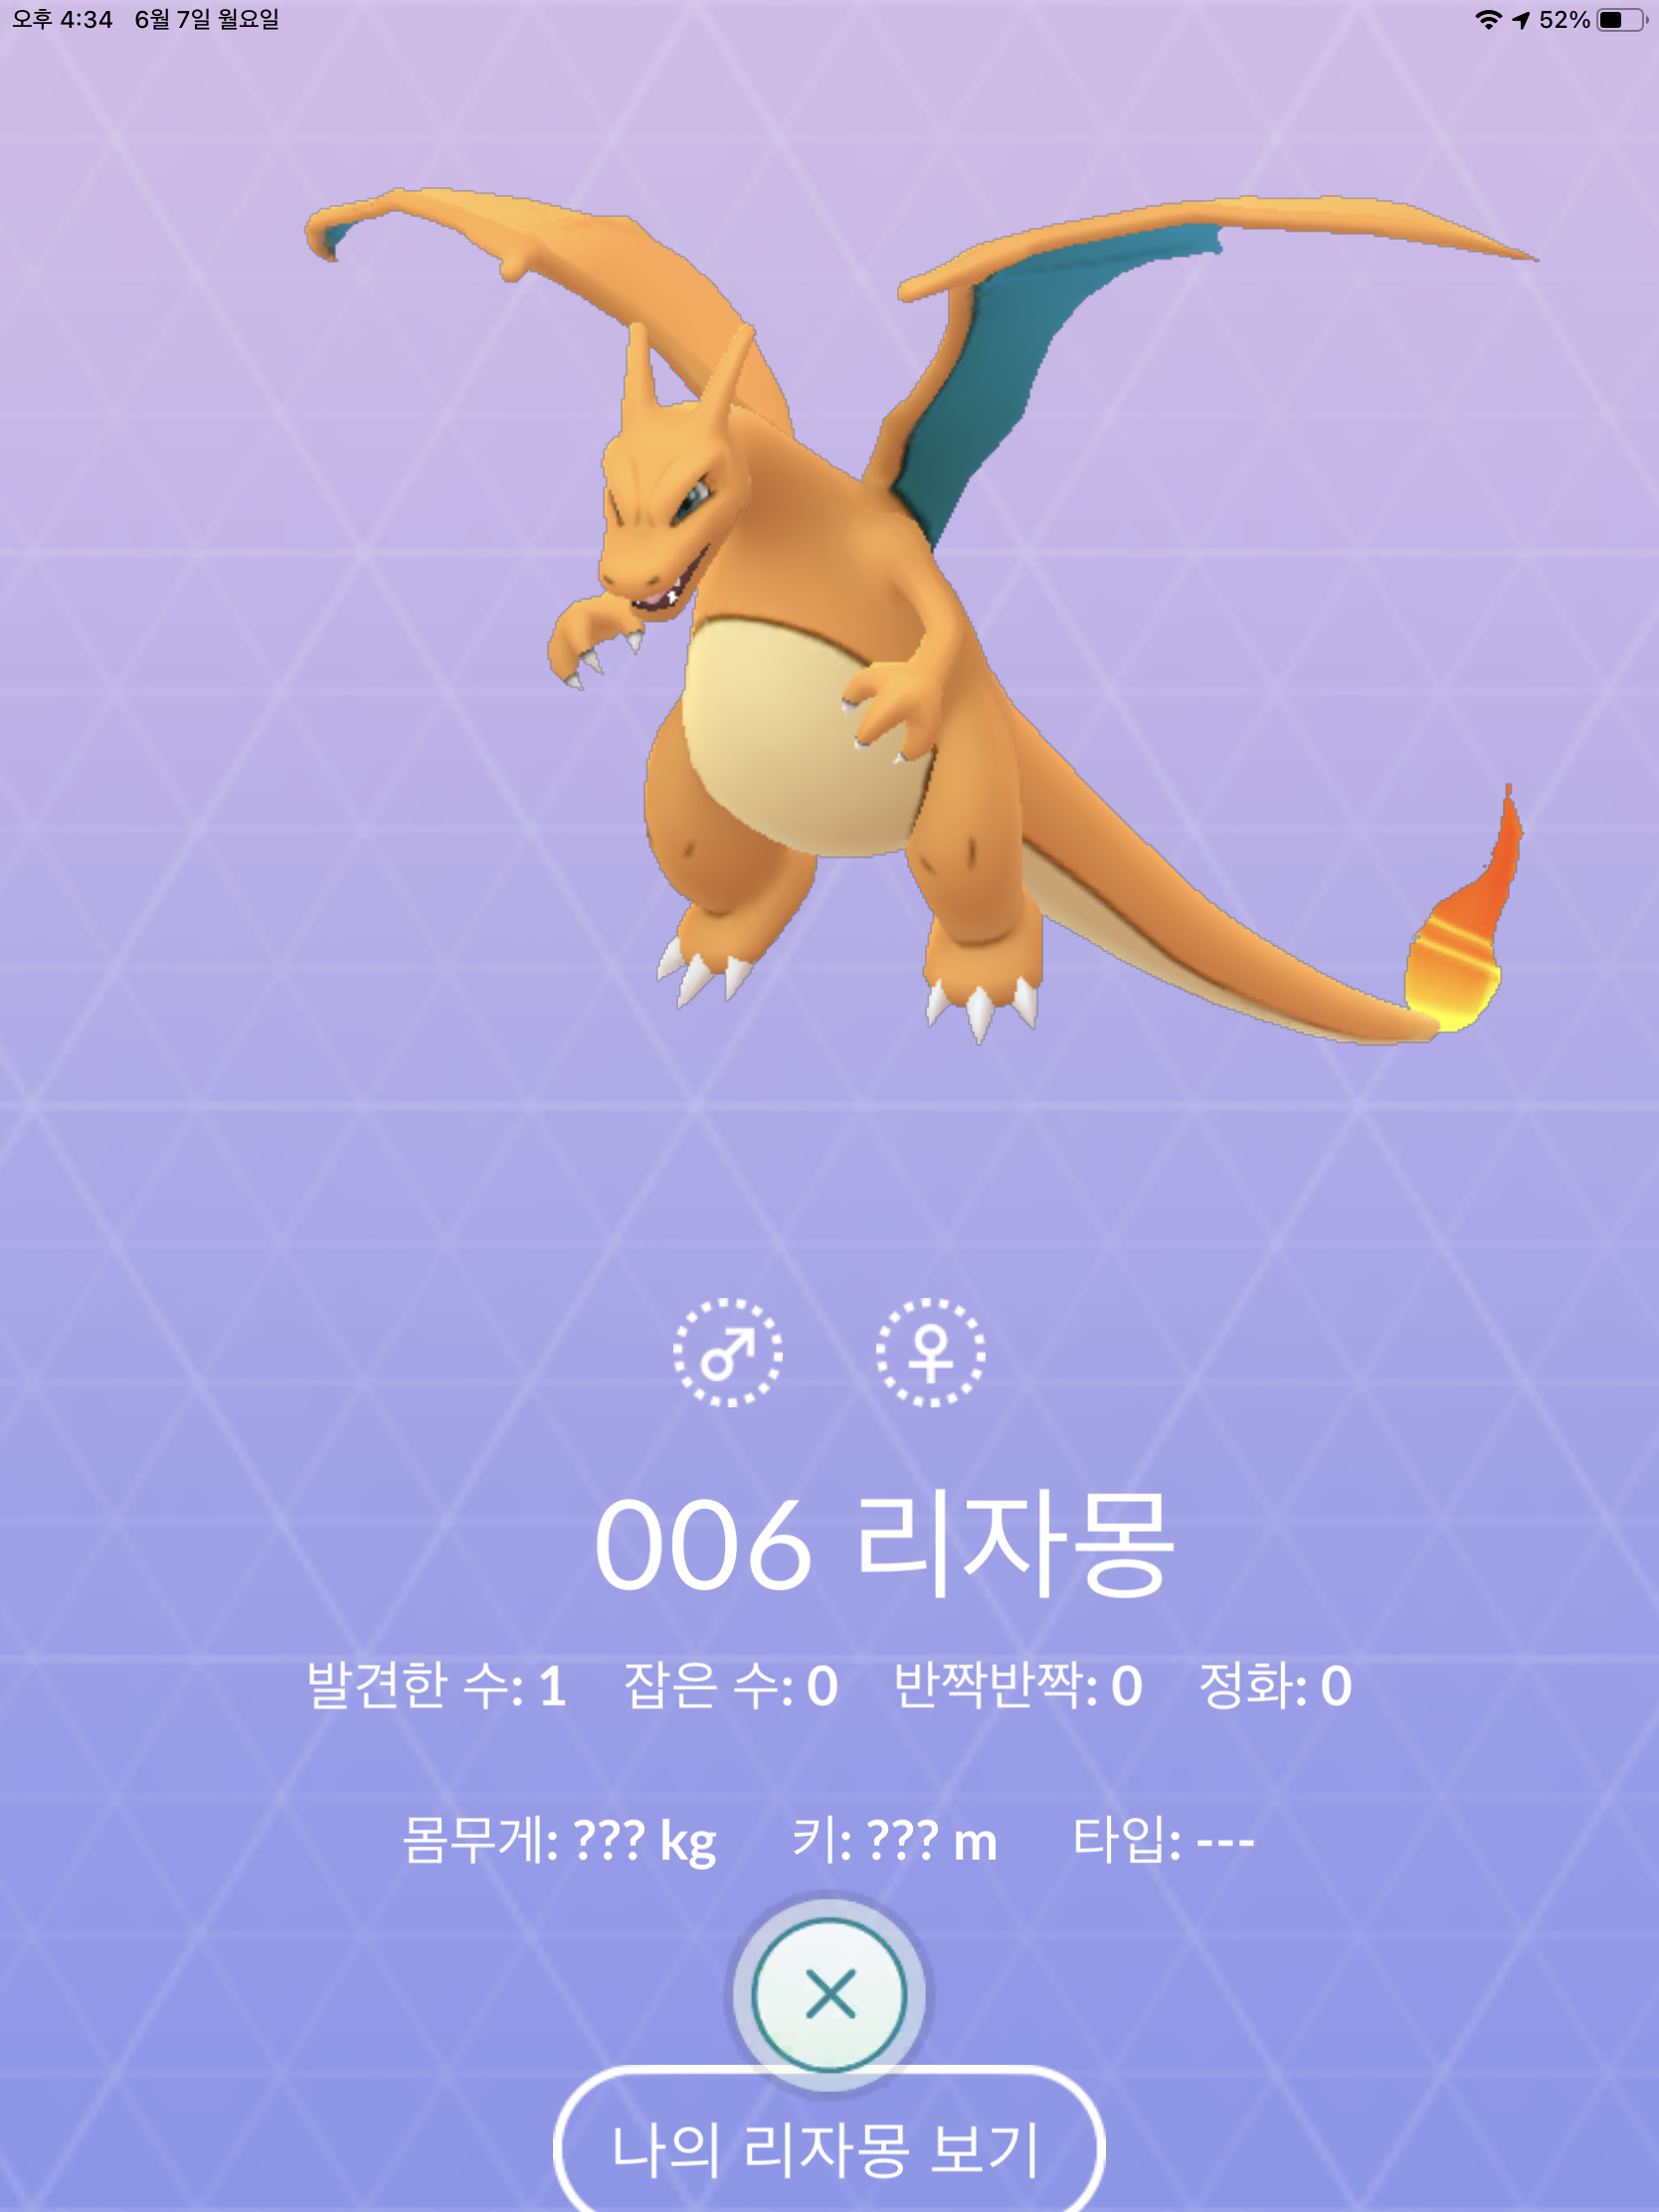 오후 4:34 6월 7일 월요일 52%
006 리자몽
발견한 수: 1 잡은 수: 0 반짝반짝: 0 정화: 0
몸무게: ??? kg 키: ??? m 타입: ---
나의 리자몽 보기